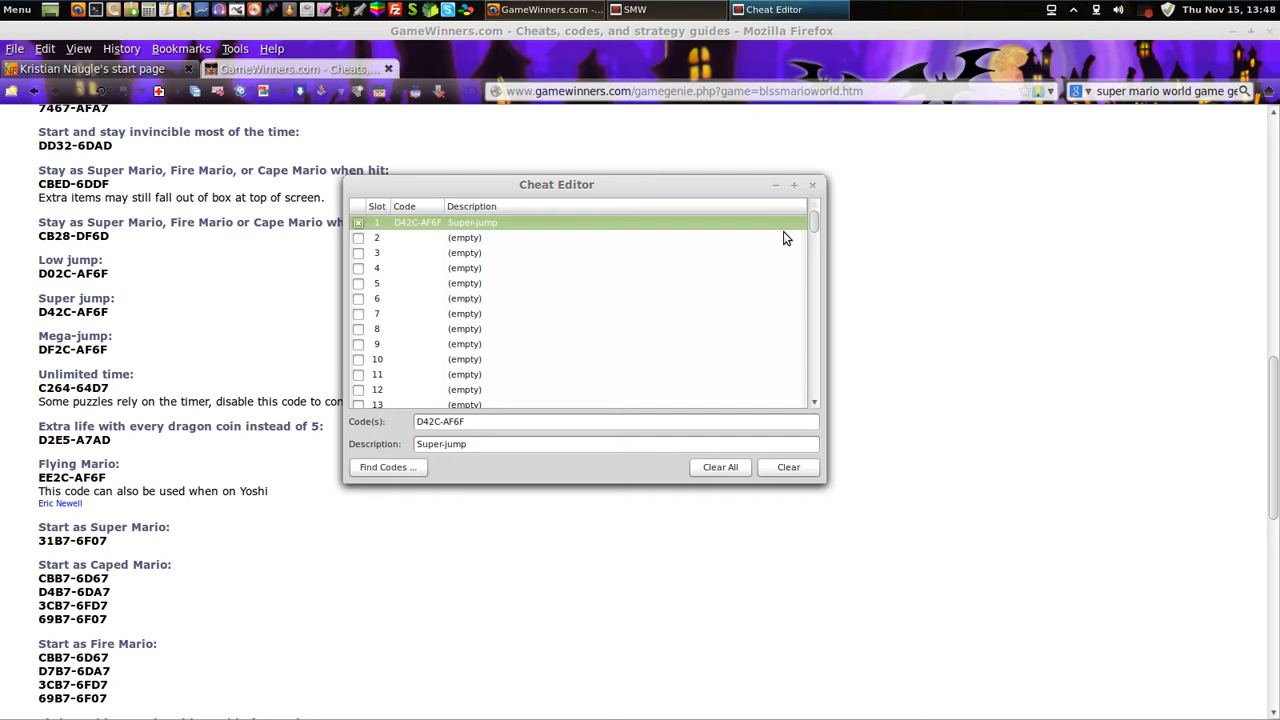 Menu
GameWinners.com -...
SMW
Cheat Editor
Thu Nov 15, 13:48
GameWinners.com - Cheats, codes, and strategy guides - Mozilla Firefox
File Edit View History Bookmarks Tools Help
Kristian Naugle's start page
GameWinners.com - Cheats,...
www.gamewinners.com/gamegenie.php?game=blssmarioworld.htm
super mario world game ge
7467-AFA7
Start and stay invincible most of the time:
DD32-6DAD
Stay as Super Mario, Fire Mario, or Cape Mario when hit:
CBED-6DDF
Extra items may still fall out of box at top of screen.
Stay as Super Mario, Fire Mario or Cape Mario wh
CB28-DF6D
Low jump:
D02C-AF6F
Super jump:
D42C-AF6F
Mega-jump:
DF2C-AF6F
Unlimited time:
C264-64D7
Some puzzles rely on the timer, disable this code to con
Extra life with every dragon coin instead of 5:
D2E5-A7AD
Flying Mario:
EE2C-AF6F
This code can also be used when on Yoshi
Eric Newell
Start as Super Mario:
31B7-6F07
Start as Caped Mario:
CBB7-6D67
D4B7-6DA7
3CB7-6FD7
69B7-6F07
Start as Fire Mario:
CBB7-6D67
D7B7-6DA7
3CB7-6FD7
69B7-6F07
Cheat Editor
Slot Code Description
1 D42C-AF6F Super-jump
2 (empty)
3 (empty)
4 (empty)
5 (empty)
6 (empty)
7 (empty)
8 (empty)
9 (empty)
10 (empty)
11 (empty)
12 (empty)
13 (empty)
Code(s): D42C-AF6F
Description: Super-jump
Find Codes ... Clear All Clear